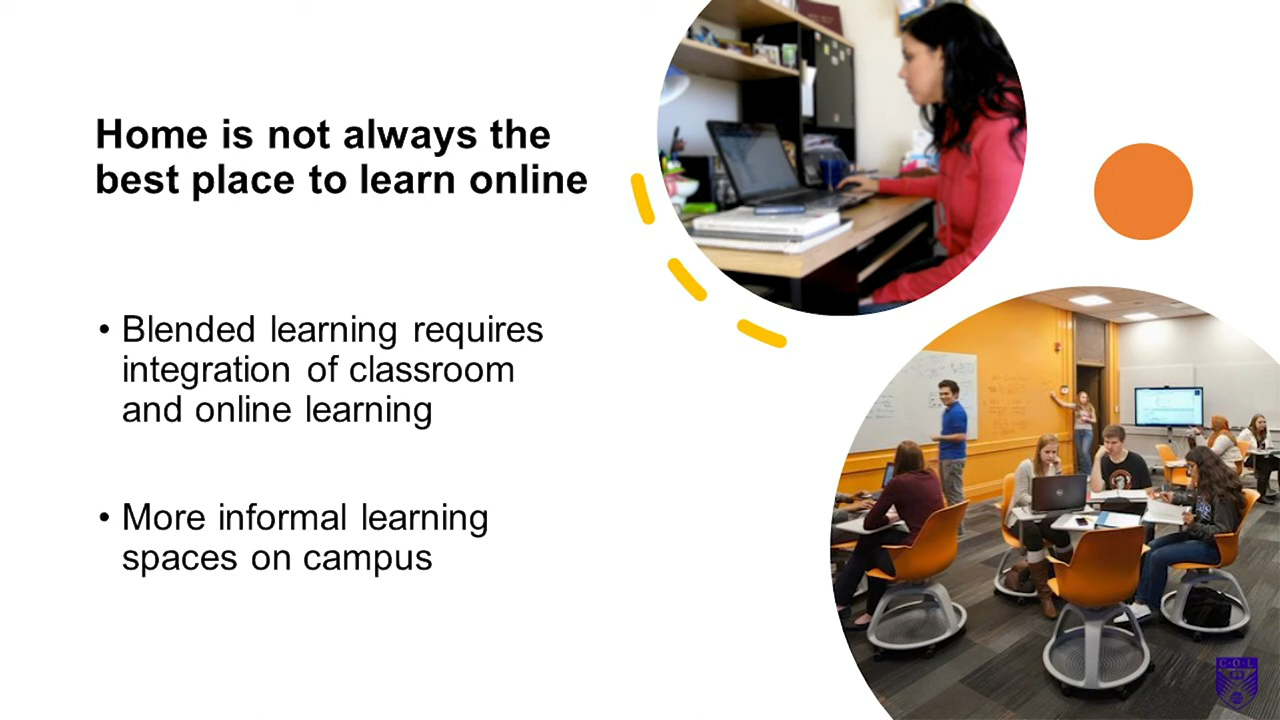 Home is not always the
best place to learn online
• Blended learning requires
integration of classroom
and online learning
• More informal learning
spaces on campus
C·O·L